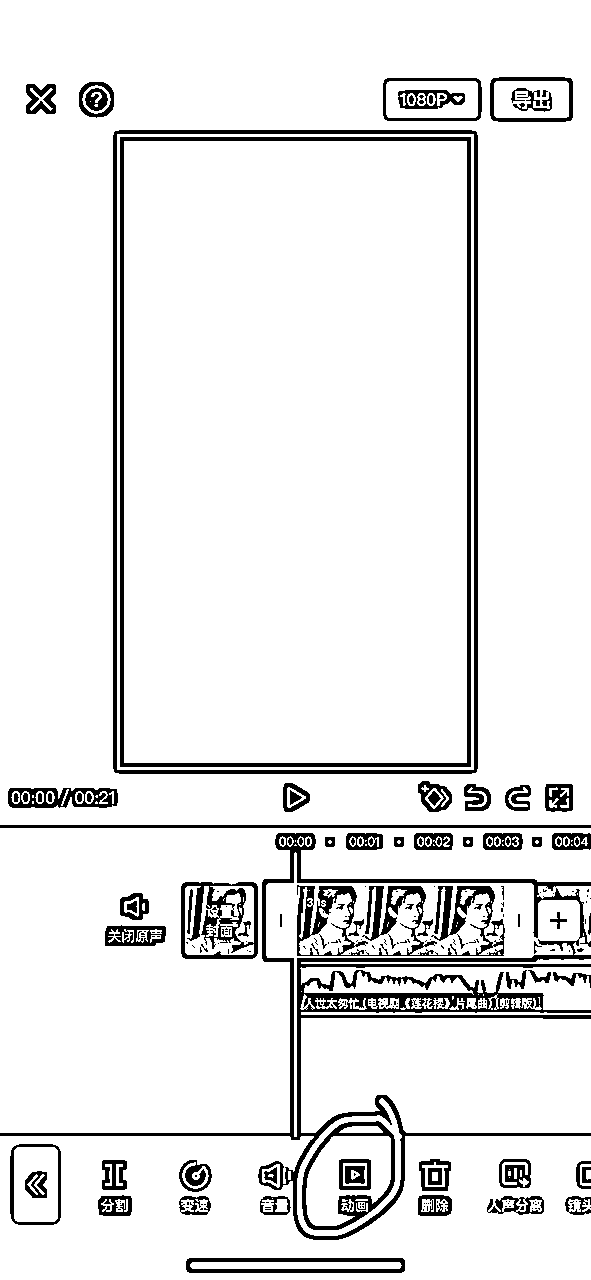 1080P
导出
00:00//00:21
00:00 00:01 00:02 00:03 00:04
关闭原声
设置
封面
人世太匆忙(电视剧《莲花楼》片尾曲)(剪辑版)
分割
变速
音量
动画
删除
人声分离
镜头